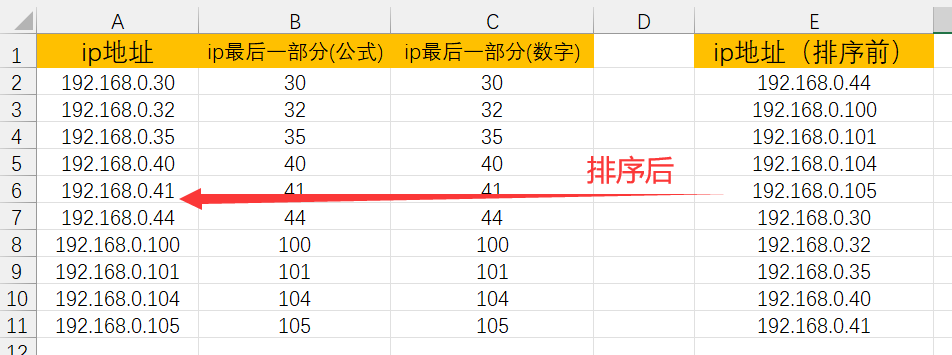 A B C D E
1 ip地址 ip最后一部分(公式) ip最后一部分(数字) ip地址（排序前）
2 192.168.0.30 30 30 192.168.0.44
3 192.168.0.32 32 32 192.168.0.100
4 192.168.0.35 35 35 192.168.0.101
5 192.168.0.40 40 40 排序后 192.168.0.104
6 192.168.0.41 41 41 192.168.0.105
7 192.168.0.44 44 44 192.168.0.30
8 192.168.0.100 100 100 192.168.0.32
9 192.168.0.101 101 101 192.168.0.35
10 192.168.0.104 104 104 192.168.0.40
11 192.168.0.105 105 105 192.168.0.41
12